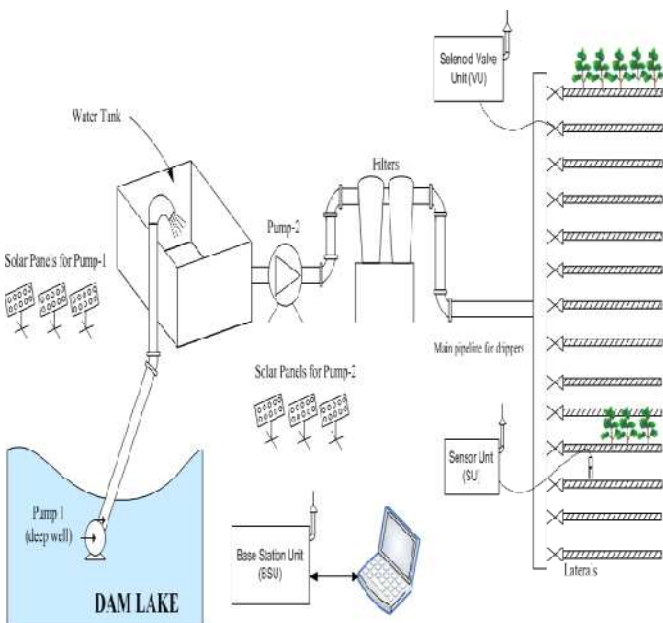 Selenod Valve
Unit (VU)
Water Tank
Filters
Pump-2
Solar Panels for Pump-1
Main pipeline for drippers
Solar Panels for Pump-2
Sensor Unit
(SU)
Pump 1
(deep well)
Base Station Unit
(BSU)
DAM LAKE
Laterals